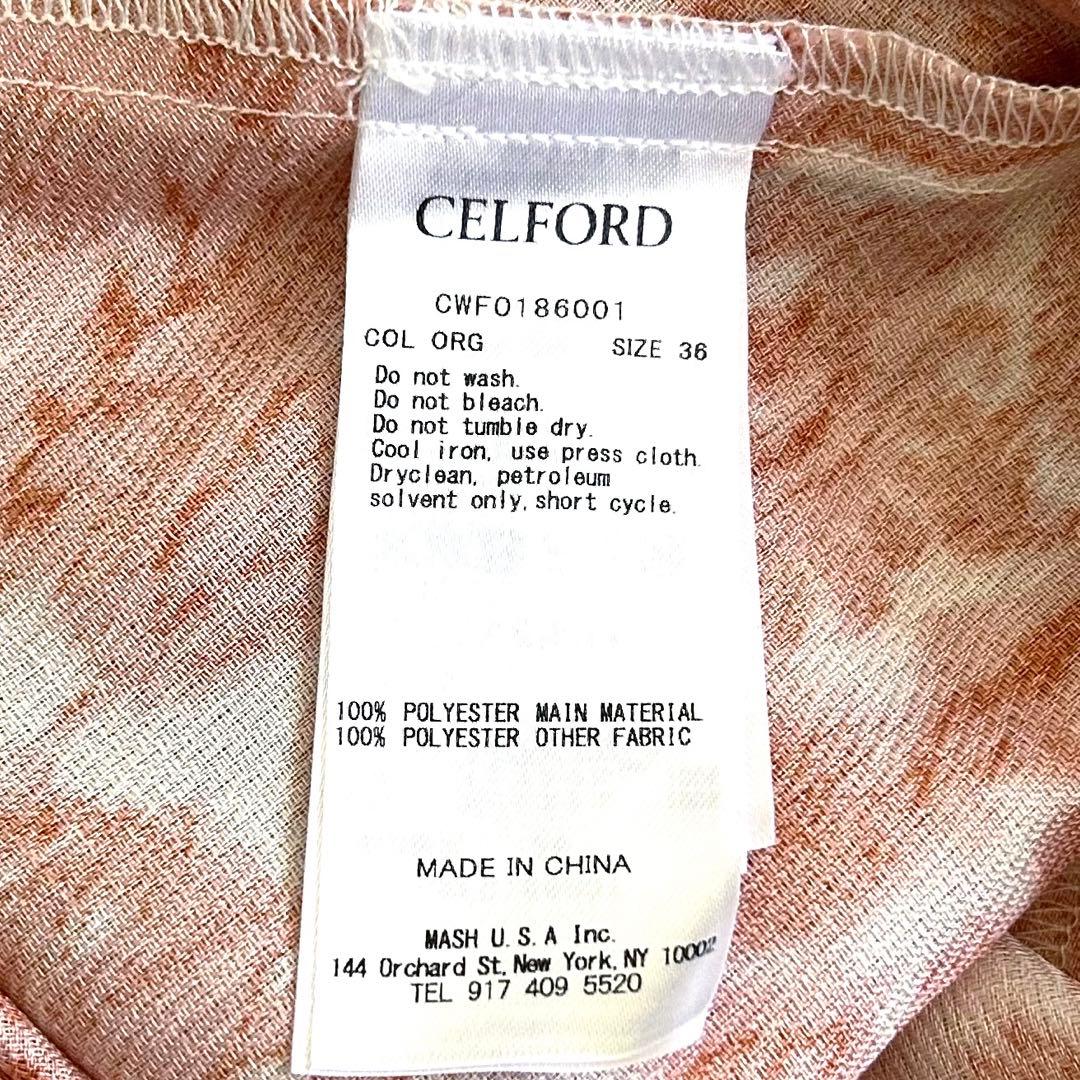 CELFORD
CWFO186001
COL ORG SIZE 36
Do not wash.
Do not bleach.
Do not tumble dry.
Cool iron, use press cloth.
Dryclean, petroleum
solvent only, short cycle.
100% POLYESTER MAIN MATERIAL
100% POLYESTER OTHER FABRIC
MADE IN CHINA
MASH U.S.A Inc.
144 Orchard St, New York, NY 10002
TEL 917 409 5520